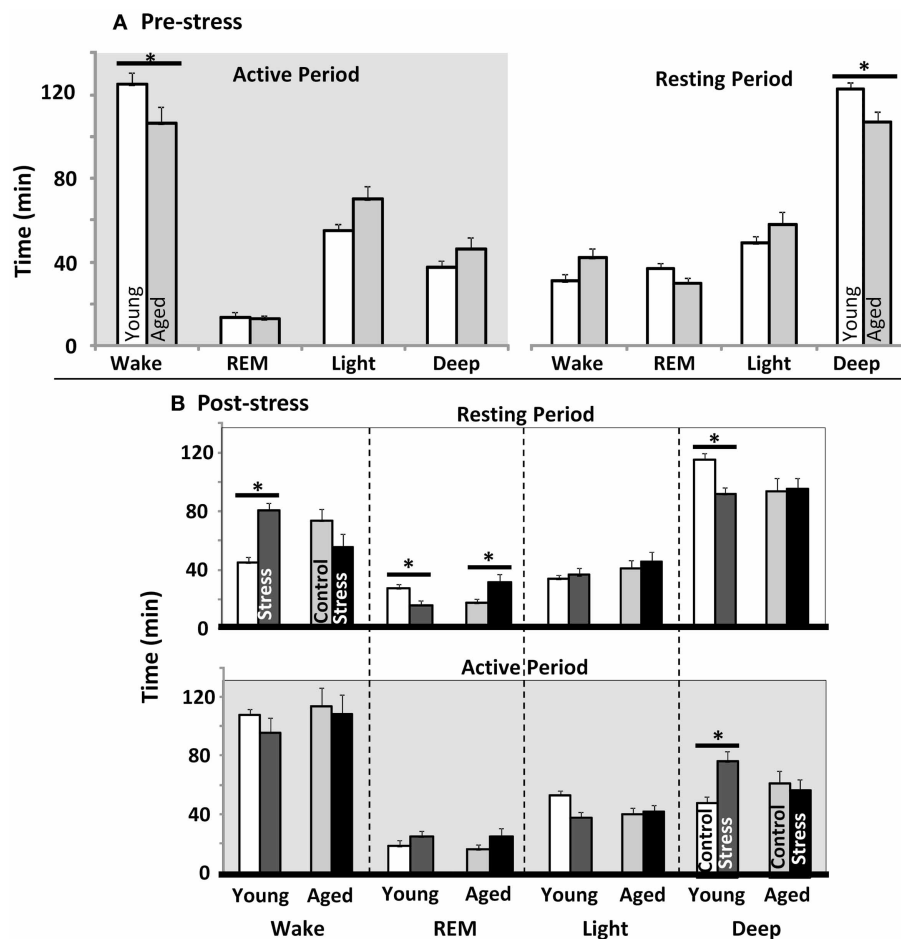 A Pre-stress
*
Active Period
Resting Period
*
Time (min)
120
80
40
0
Young
Aged
Young
Aged
Wake REM Light Deep Wake REM Light Deep
B Post-stress
Resting Period
Time (min)
120
80
40
0
*
*
*
*
Stress
Control
Stress
Active Period
120
80
40
0
*
Control
Stress
Control
Stress
Young Aged Young Aged Young Aged Young Aged
Wake REM Light Deep